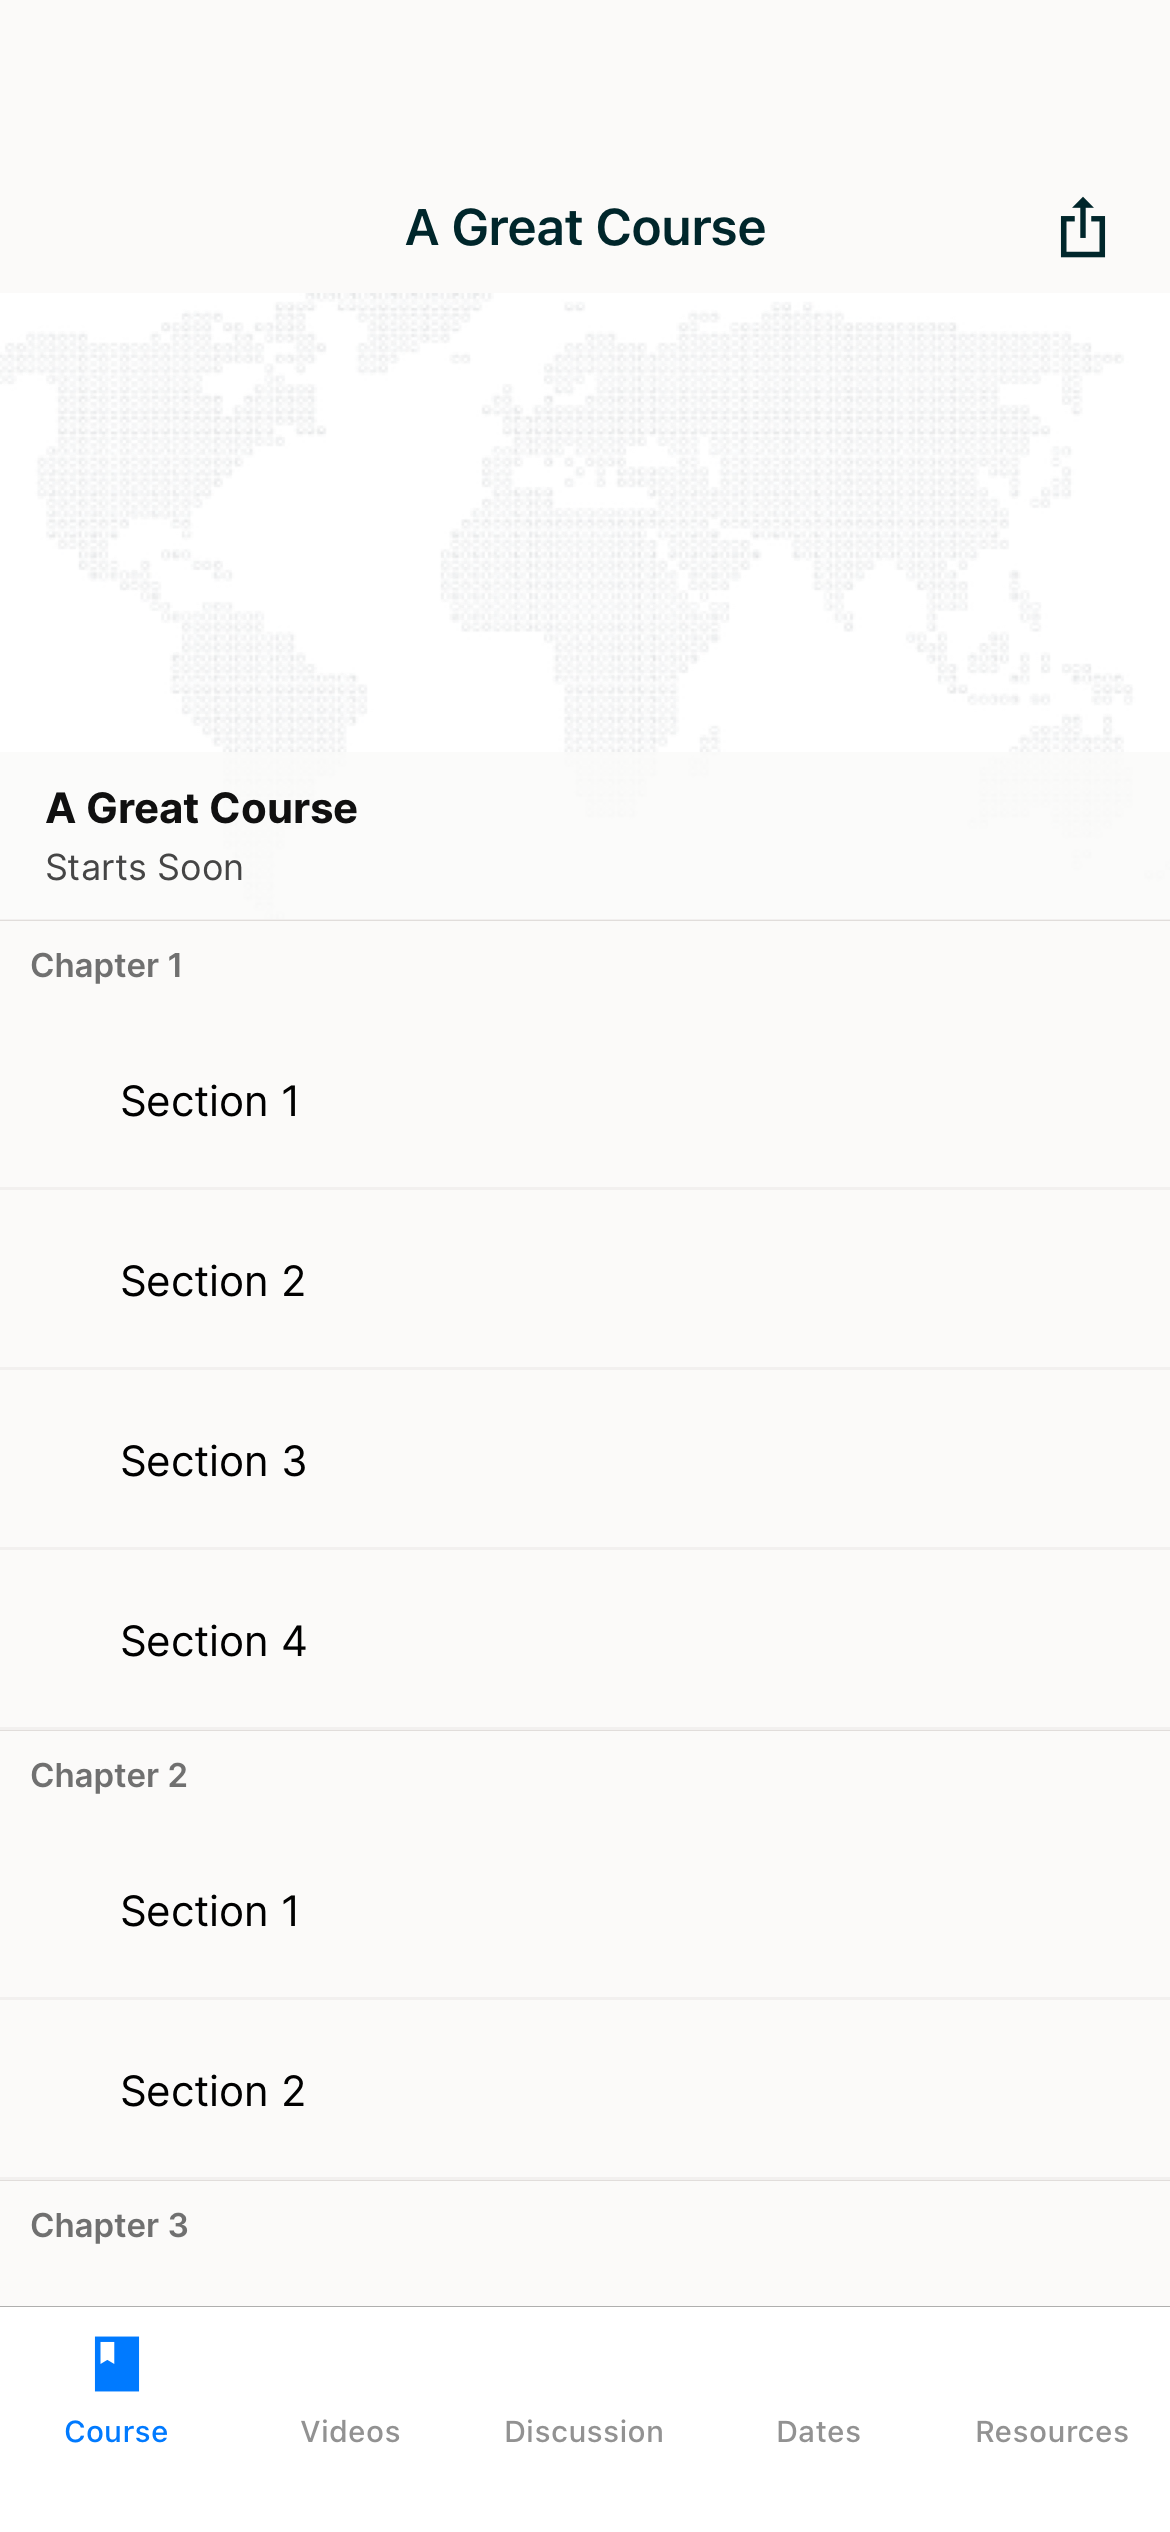 A Great Course
A Great Course
Starts Soon
Chapter 1
Section 1
Section 2
Section 3
Section 4
Chapter 2
Section 1
Section 2
Chapter 3
Course Videos Discussion Dates Resources